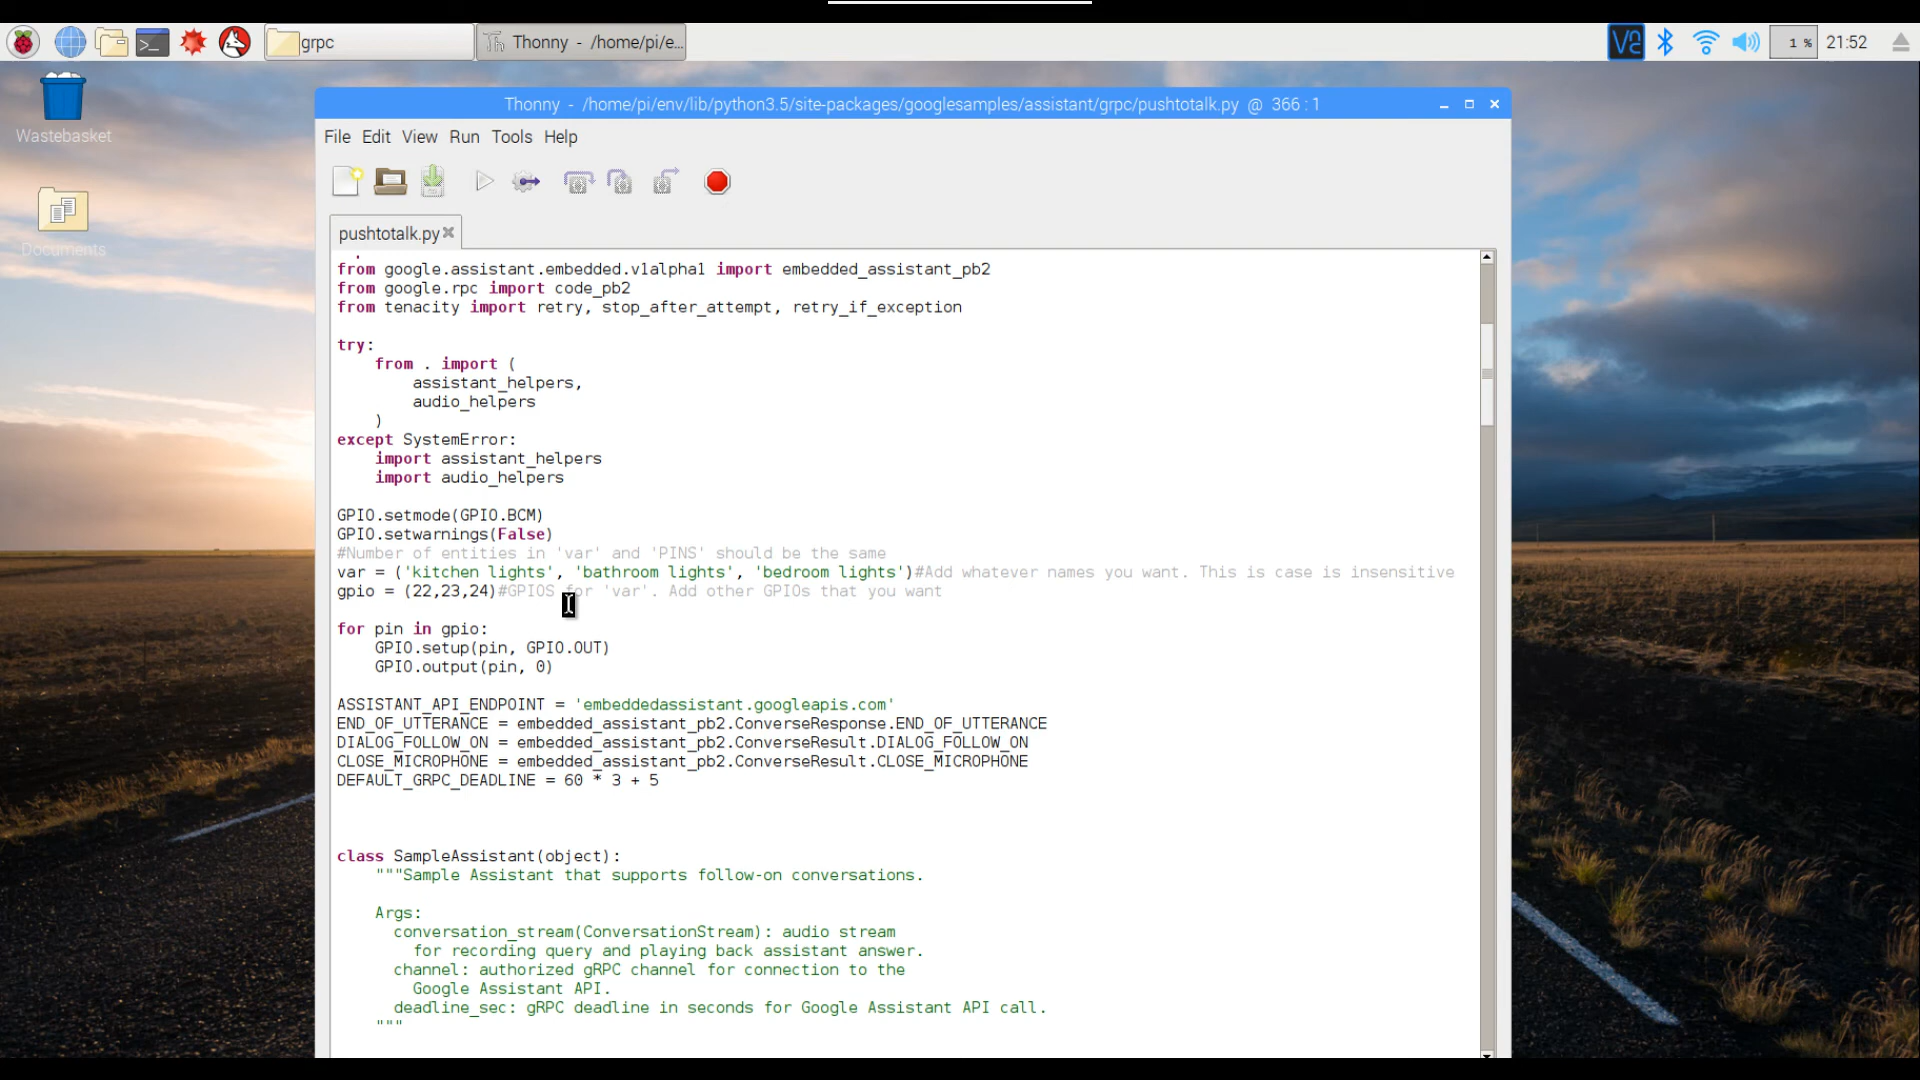 grpc
Thonny - /home/pi/e...
V2
1 %
21:52
Wastebasket
Documents
Thonny - /home/pi/env/lib/python3.5/site-packages/googlesamples/assistant/grpc/pushtotalk.py @ 366 : 1
File Edit View Run Tools Help
pushtotalk.py
from google.assistant.embedded.v1alpha1 import embedded_assistant_pb2
from google.rpc import code_pb2
from tenacity import retry, stop_after_attempt, retry_if_exception
try:
from . import (
assistant_helpers,
audio_helpers
)
except SystemError:
import assistant_helpers
import audio_helpers
GPIO.setmode(GPIO.BCM)
GPIO.setwarnings(False)
#Number of entities in 'var' and 'PINS' should be the same
var = ('kitchen lights', 'bathroom lights', 'bedroom lights')#Add whatever names you want. This is case is insensitive
gpio = (22,23,24)#GPIOS for 'var'. Add other GPIOs that you want
for pin in gpio:
GPIO.setup(pin, GPIO.OUT)
GPIO.output(pin, 0)
ASSISTANT_API_ENDPOINT = 'embeddedassistant.googleapis.com'
END_OF_UTTERANCE = embedded_assistant_pb2.ConverseResponse.END_OF_UTTERANCE
DIALOG_FOLLOW_ON = embedded_assistant_pb2.ConverseResult.DIALOG_FOLLOW_ON
CLOSE_MICROPHONE = embedded_assistant_pb2.ConverseResult.CLOSE_MICROPHONE
DEFAULT_GRPC_DEADLINE = 60 * 3 + 5
class SampleAssistant(object):
"""Sample Assistant that supports follow-on conversations.
Args:
conversation_stream(ConversationStream): audio stream
for recording query and playing back assistant answer.
channel: authorized gRPC channel for connection to the
Google Assistant API.
deadline_sec: gRPC deadline in seconds for Google Assistant API call.
"""